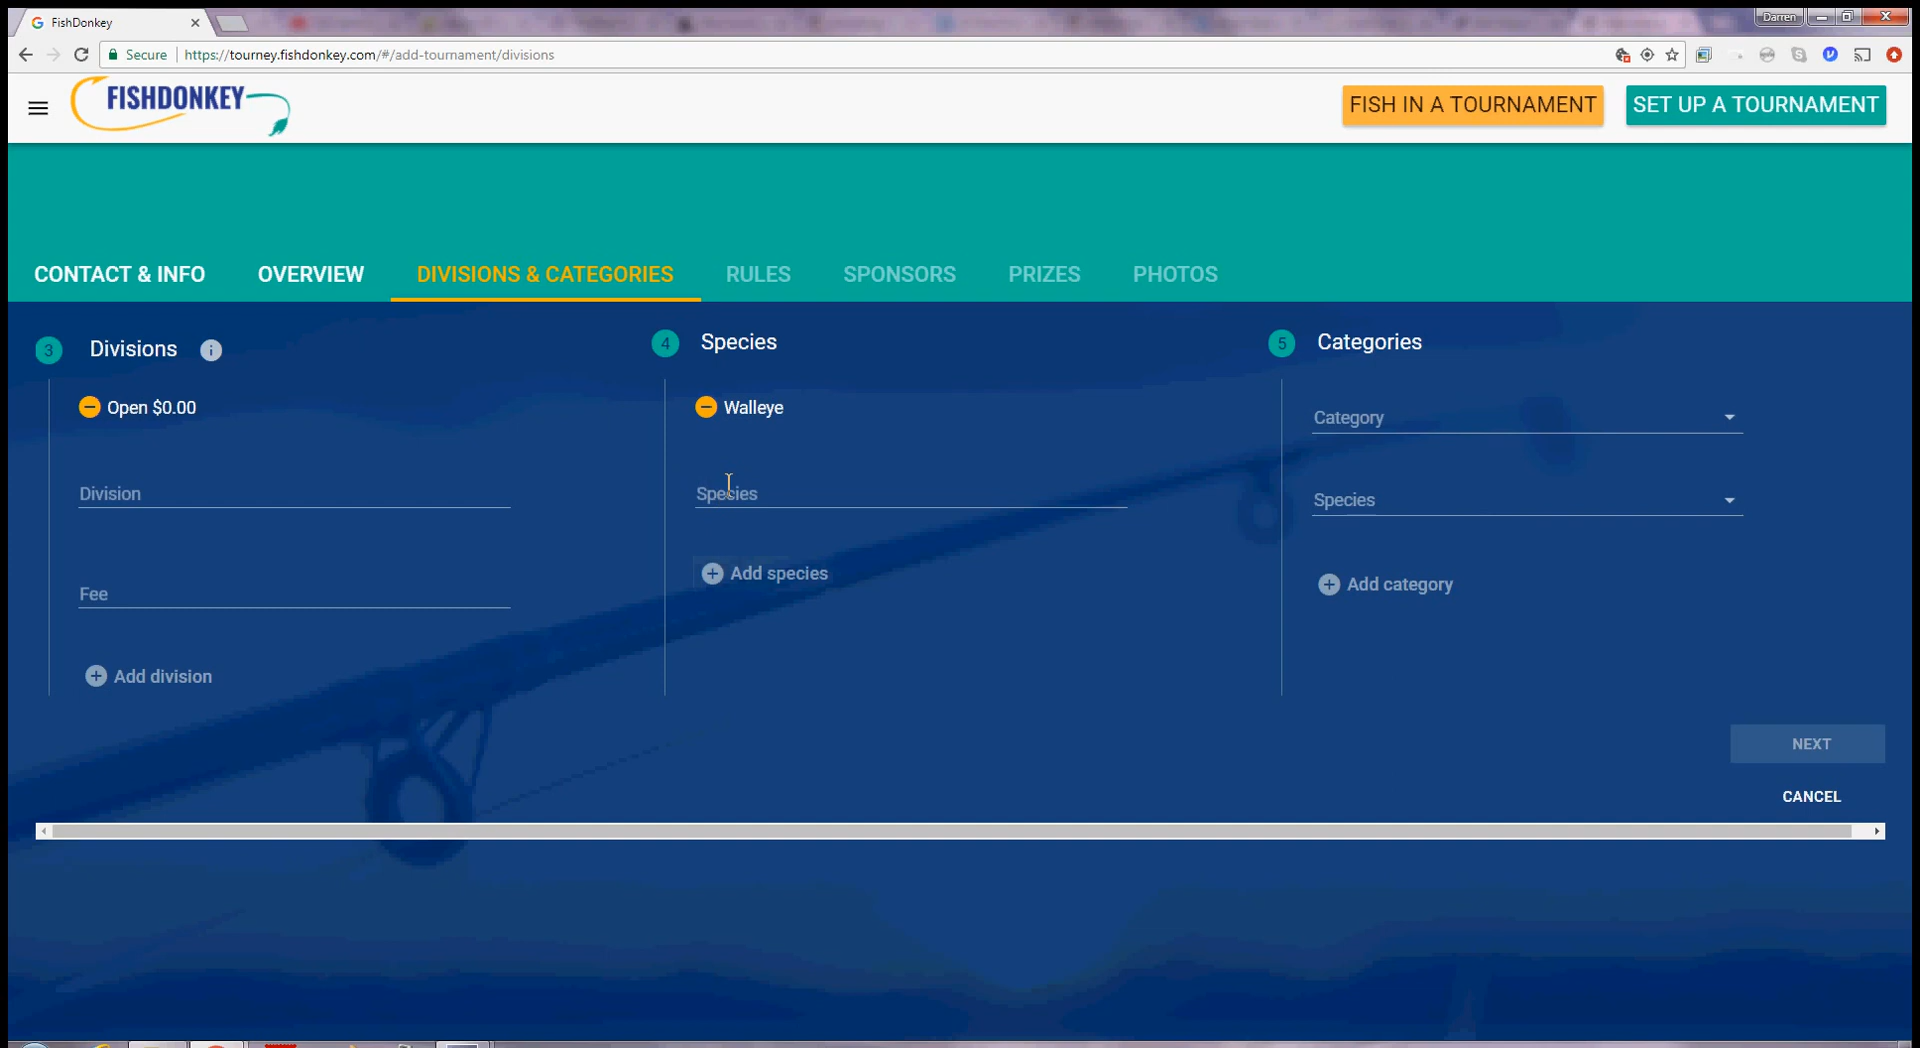 FishDonkey
Darren
Secure https://tourney.fishdonkey.com/#/add-tournament/divisions
FISHDONKEY
FISH IN A TOURNAMENT
SET UP A TOURNAMENT
CONTACT & INFO
OVERVIEW
DIVISIONS & CATEGORIES
RULES
SPONSORS
PRIZES
PHOTOS
3 Divisions
Open $0.00
Division
Fee
Add division
4 Species
Walleye
Species
Add species
5 Categories
Category
Species
Add category
NEXT
CANCEL